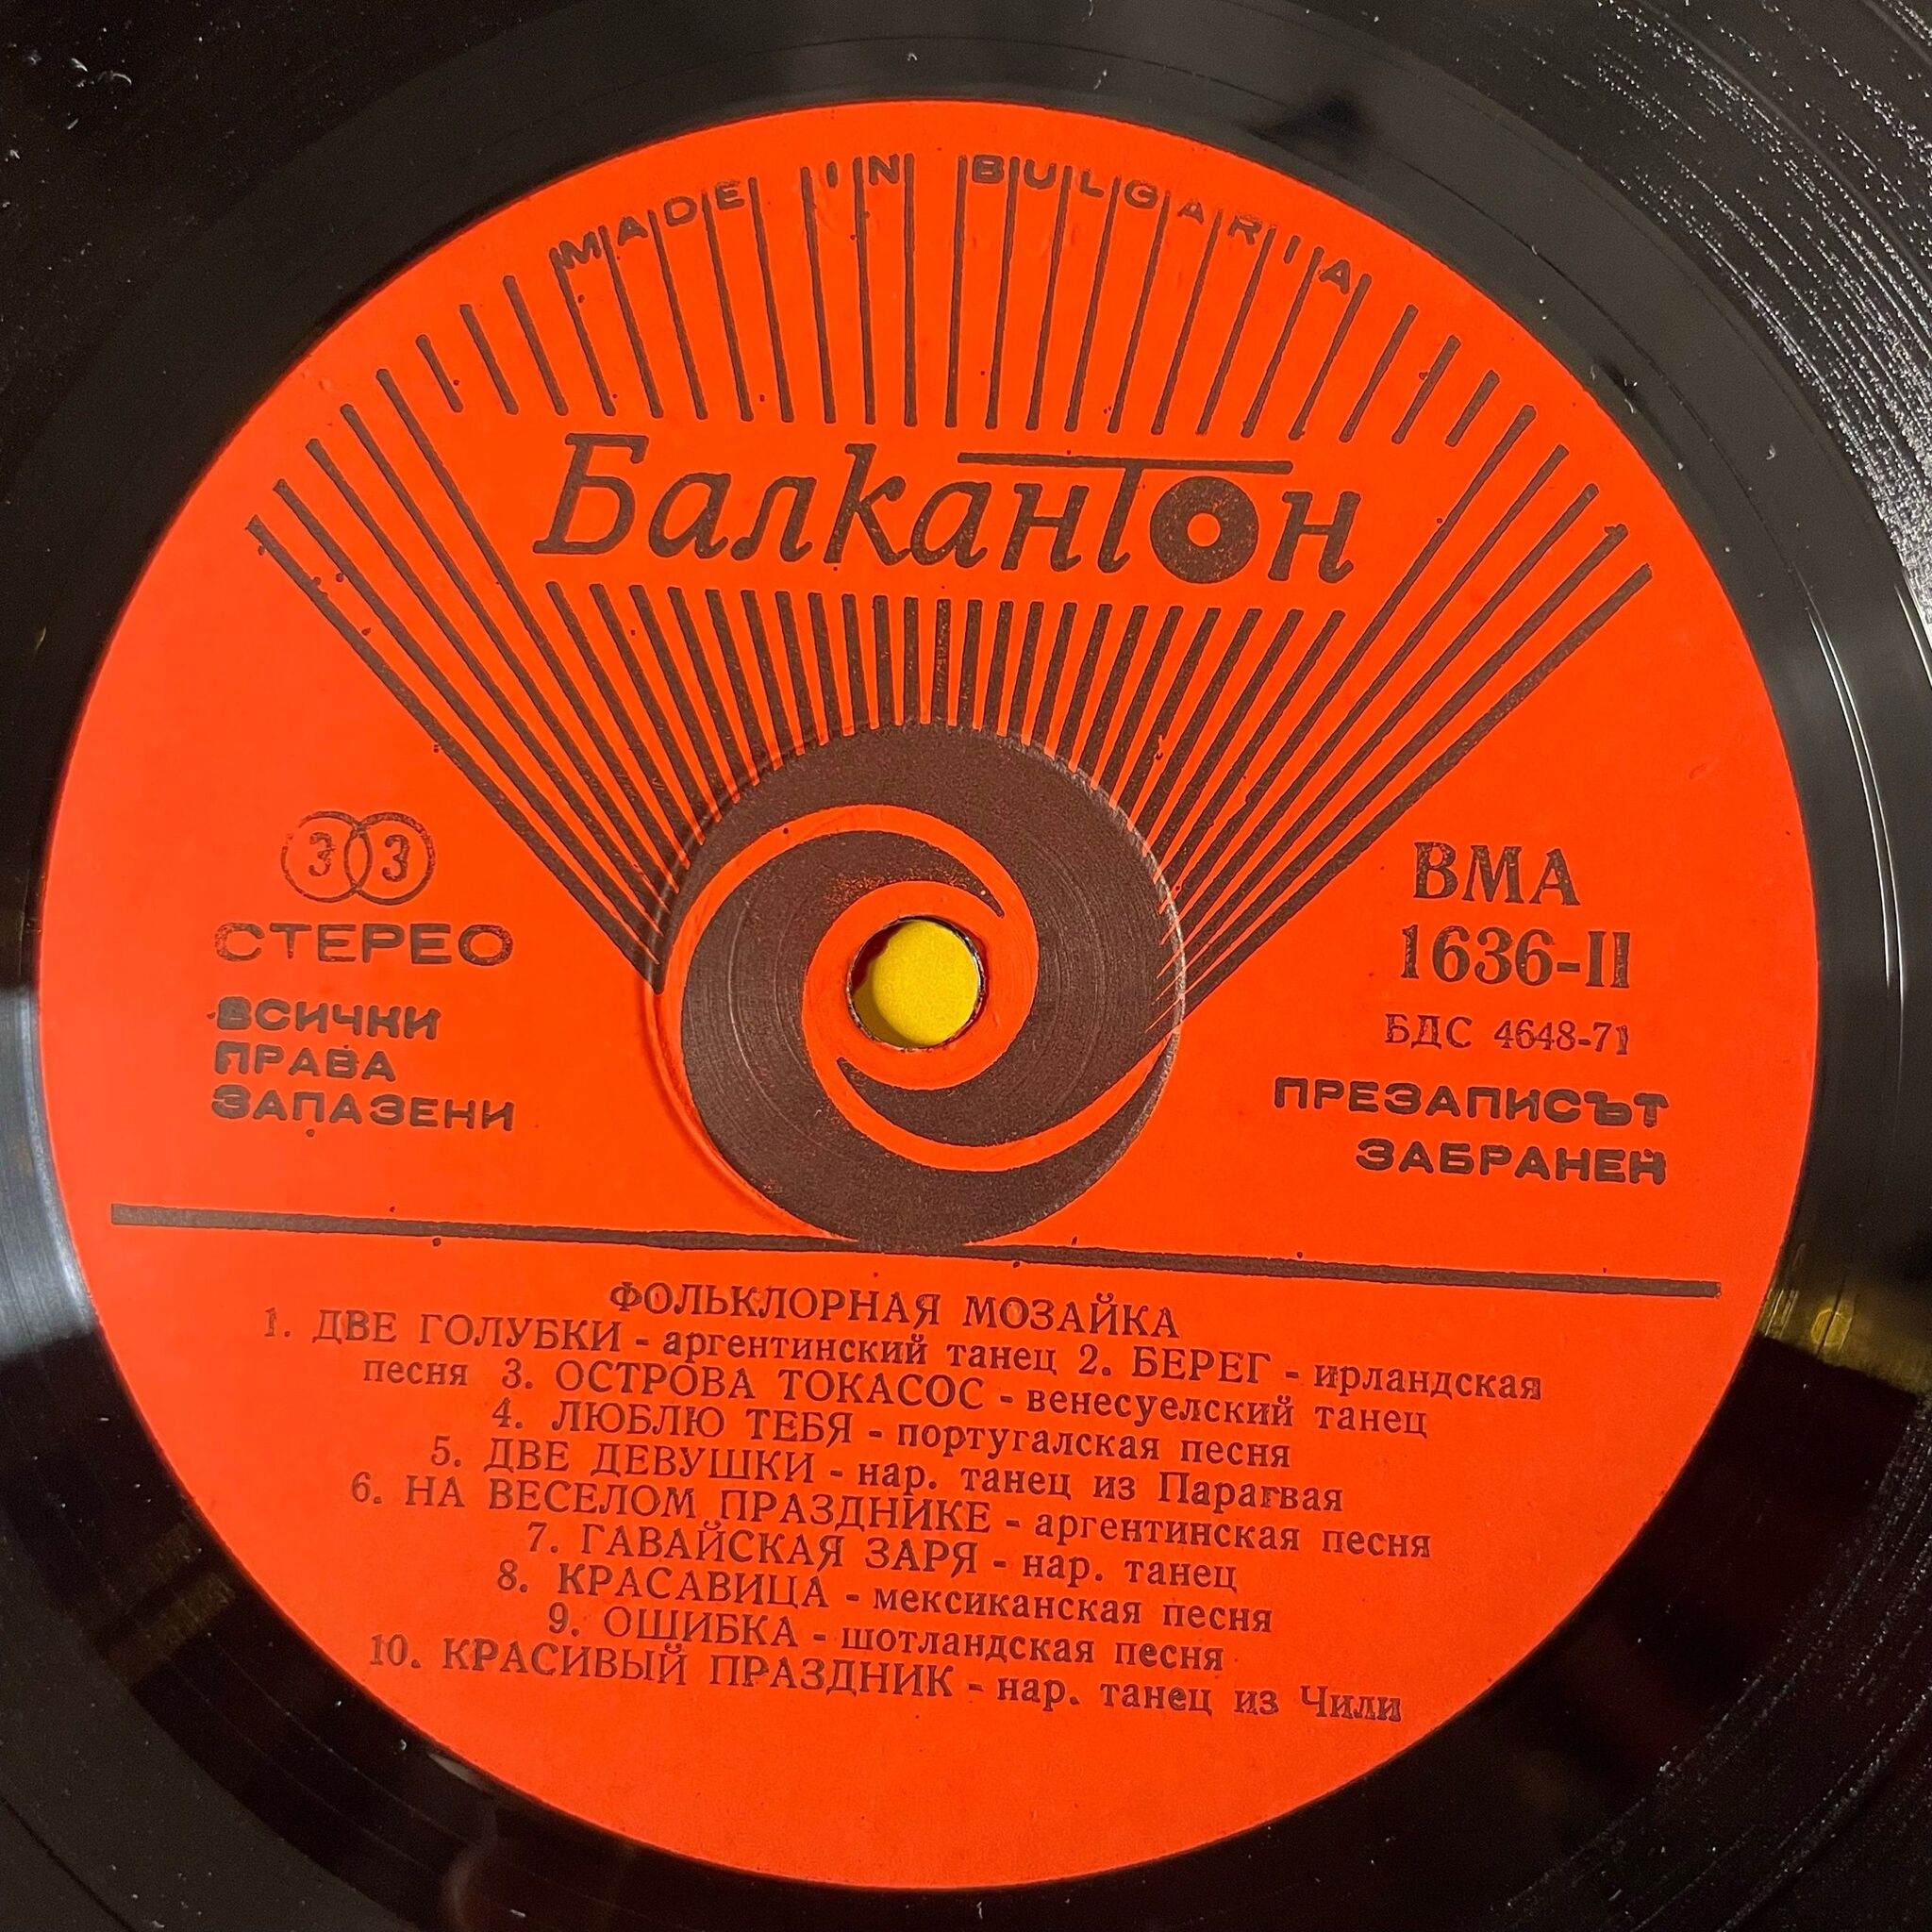 MADE IN BULGARIA
Балкантон
33
СТЕРЕО
ВСИЧКИ
ПРАВА
ЗАПАЗЕНИ
ВМА
1636-II
БДС 4648-71
ПРЕЗАПИСЪТ
ЗАБРАНЕН
ФОЛЬКЛОРНАЯ МОЗАЙКА
1. ДВЕ ГОЛУБКИ - аргентинский танец 2. БЕРЕГ - ирландская
песня 3. ОСТРОВА ТОКАСОС - венесуелский танец
4. ЛЮБЛЮ ТЕБЯ - португалская песня
5. ДВЕ ДЕВУШКИ - нар. танец из Парагвая
6. НА ВЕСЕЛОМ ПРАЗДНИКЕ - аргентинская песня
7. ГАВАЙСКАЯ ЗАРЯ - нар. танец
8. КРАСАВИЦА - мексиканская песня
9. ОШИБКА - шотландская песня
10. КРАСИВЫЙ ПРАЗДНИК - нар. танец из Чили